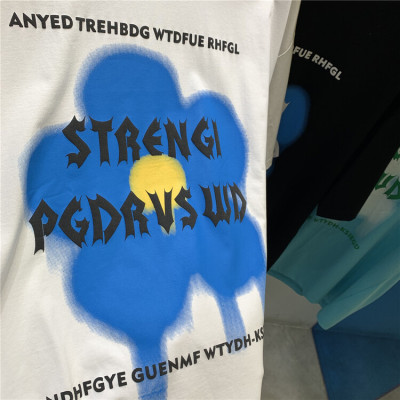 ANYED TREHBDG WTDFUE RHFGL
STRENGI
PGDRVS WD
NDHFGYE GUENMF WTYDH-KS
FUE RHFGL